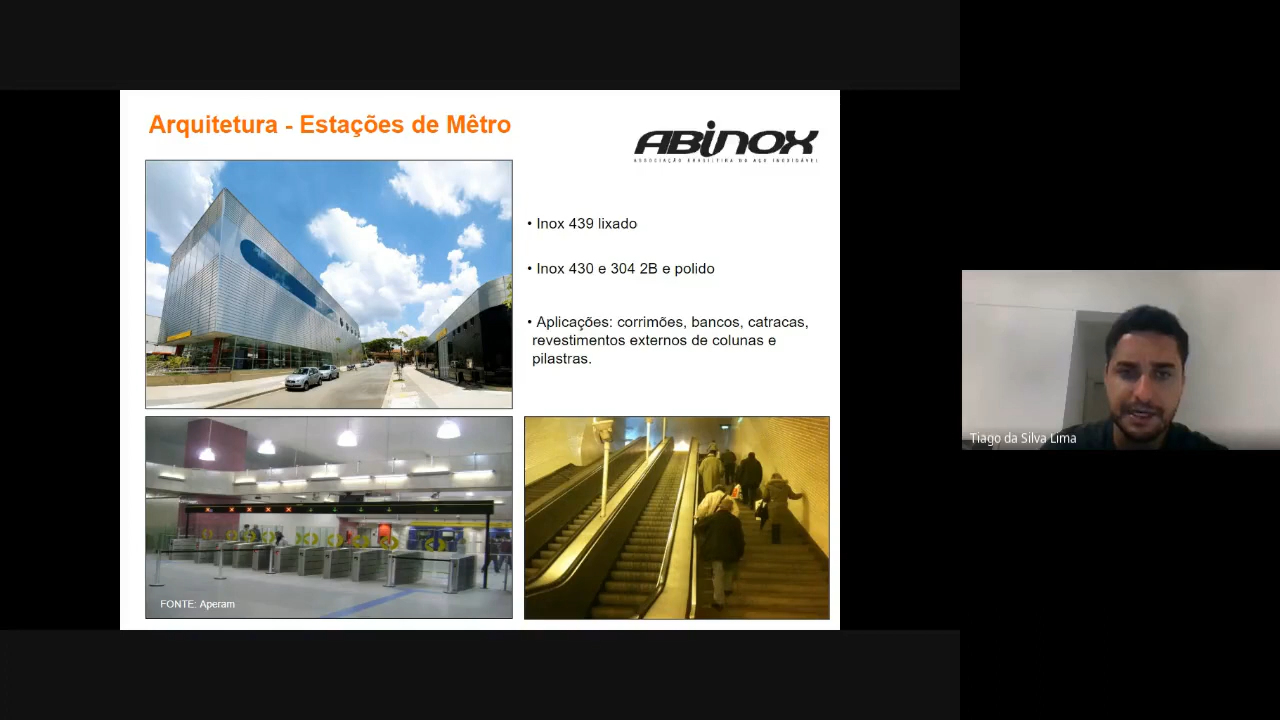 Arquitetura - Estações de Mêtro
ABINOX
ASSOCIAÇÃO BRASILEIRA DO AÇO INOXIDÁVEL
• Inox 439 lixado
• Inox 430 e 304 2B e polido
• Aplicações: corrimões, bancos, catracas,
revestimentos externos de colunas e
pilastras.
Tiago da Silva Lima
FONTE: Aperam